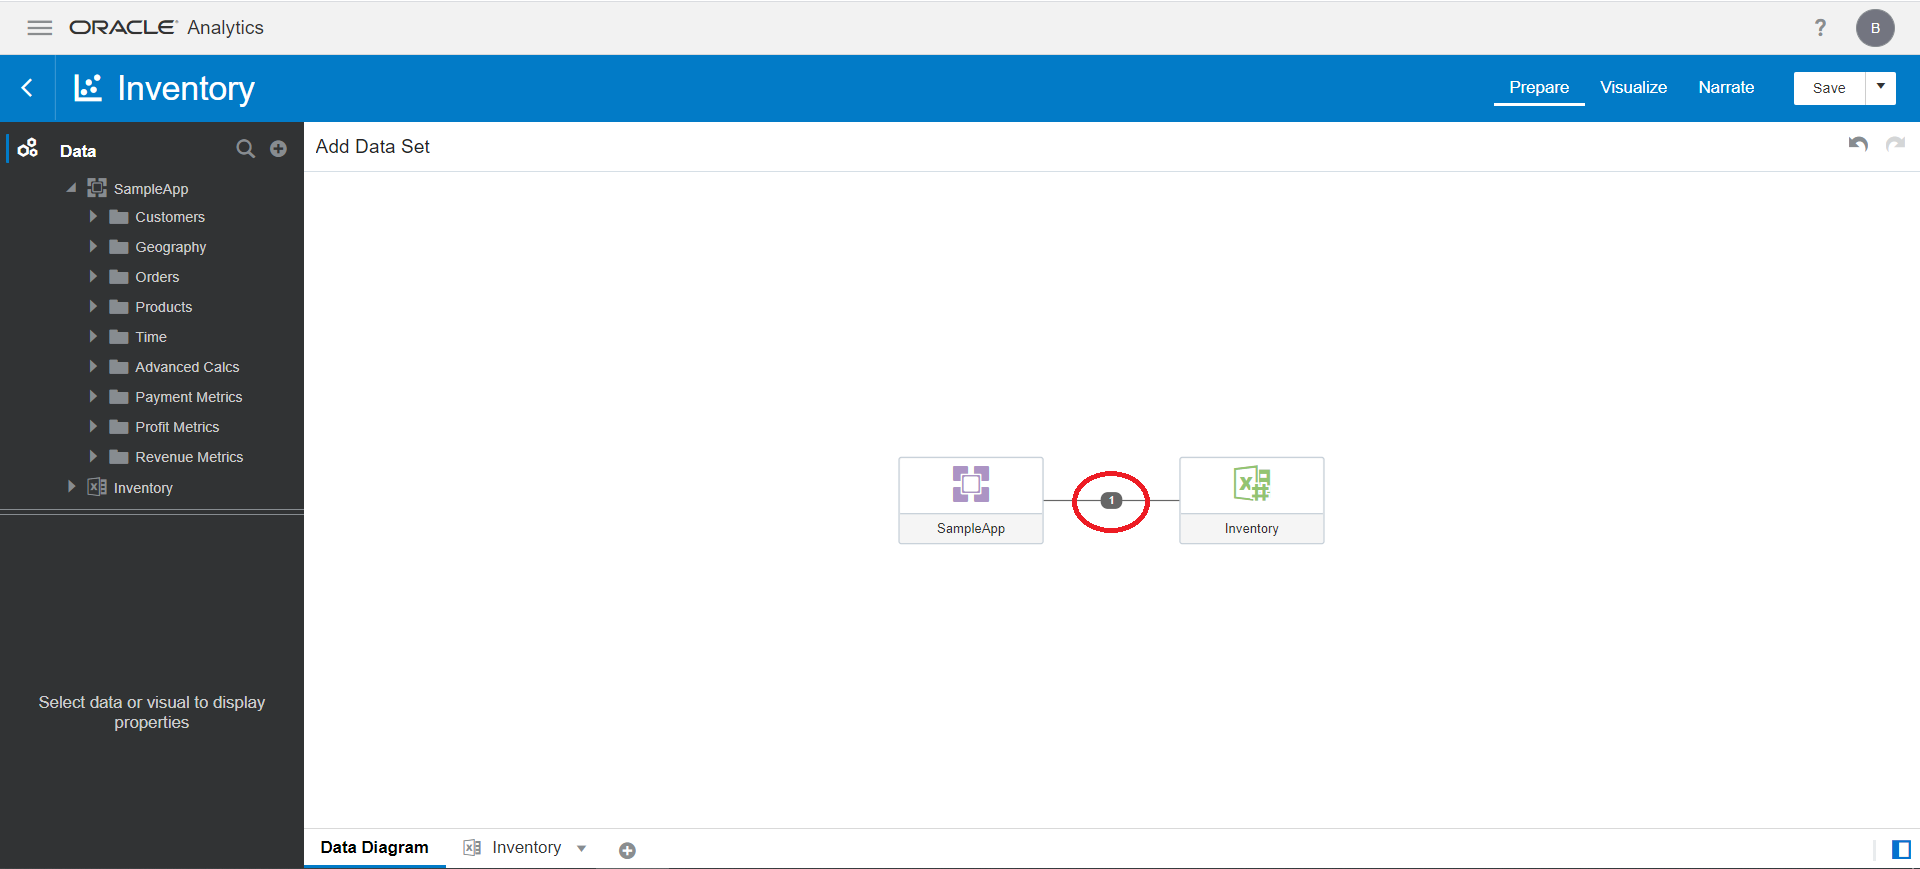 ORACLE Analytics
?
B
Inventory
Prepare
Visualize
Narrate
Save
Data
Add Data Set
SampleApp
Customers
Geography
Orders
Products
Time
Advanced Calcs
Payment Metrics
Profit Metrics
Revenue Metrics
Inventory
1
SampleApp
Inventory
Select data or visual to display
properties
Data Diagram
Inventory